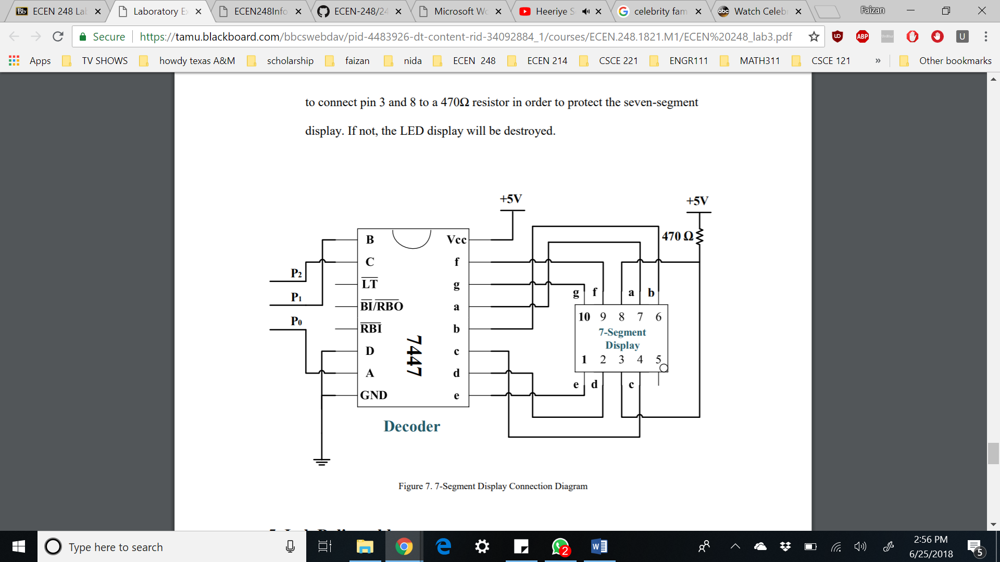 ECEN 248 La
Laboratory E
ECEN248Info
ECEN-248/24
Microsoft Wo
Heeriye S
celebrity fam
Watch Celeb
Faizan
Secure
https://tamu.blackboard.com/bbcswebdav/pid-4483926-dt-content-rid-34092884_1/courses/ECEN.248.1821.M1/ECEN%20248_lab3.pdf
Apps
TV SHOWS
howdy texas A&M
scholarship
faizan
nida
ECEN 248
ECEN 214
CSCE 221
ENGR111
MATH311
CSCE 121
»
Other bookmarks
to connect pin 3 and 8 to a 470Ω resistor in order to protect the seven-segment
display. If not, the LED display will be destroyed.
+5V
+5V
470 Ω
B
C
LT
BI/RBO
RBI
D
A
GND
7447
Vcc
f
g
a
b
c
d
e
P2
P1
P0
g f a b
10 9 8 7 6
7-Segment
Display
1 2 3 4 5
e d c
Decoder
Figure 7. 7-Segment Display Connection Diagram
Type here to search
2
2:56 PM
6/25/2018
5